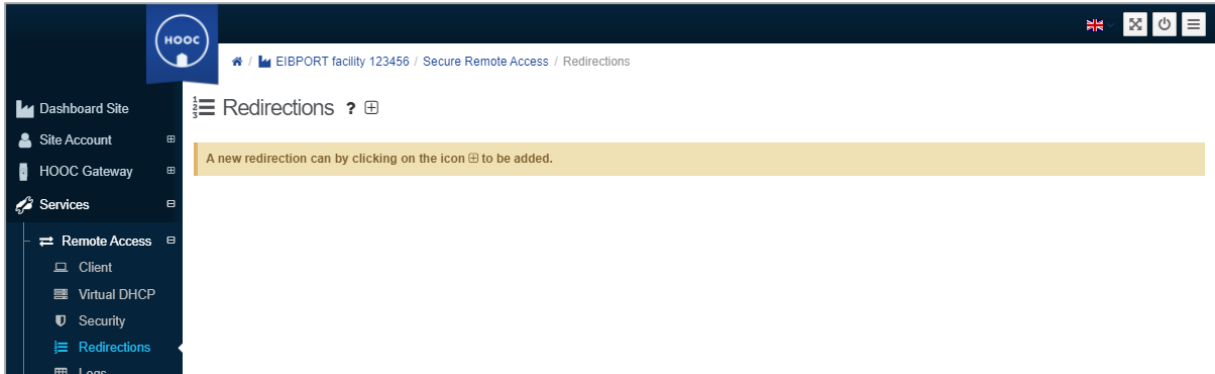 HOOC
/ EIBPORT facility 123456 / Secure Remote Access / Redirections
Dashboard Site
Site Account
HOOC Gateway
Services
Remote Access
Client
Virtual DHCP
Security
Redirections
Logs
Redirections ?
A new redirection can by clicking on the icon to be added.